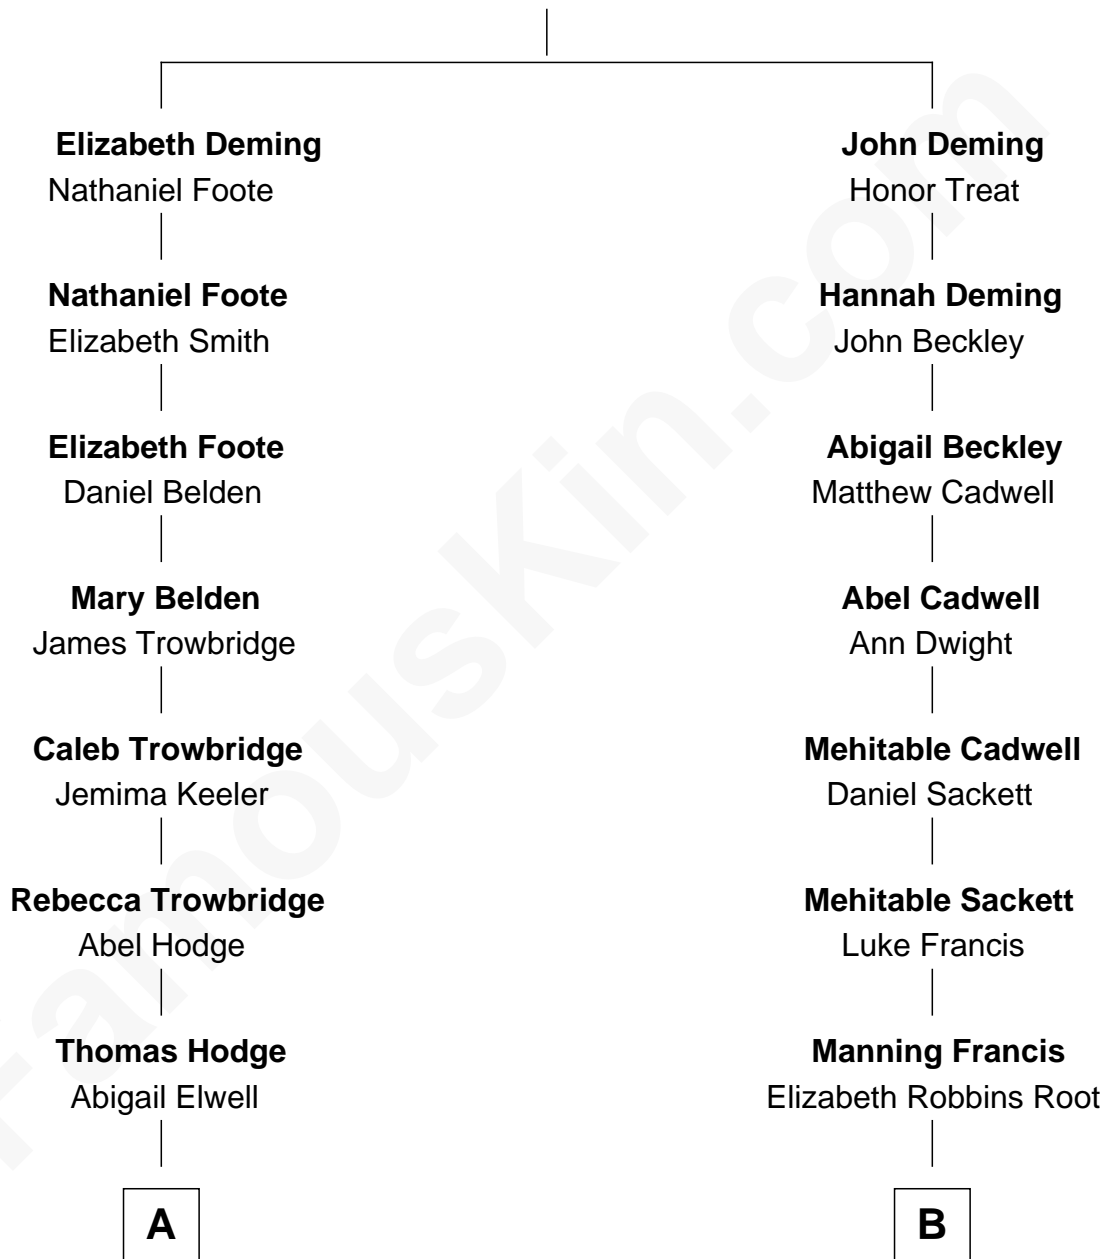 Elizabeth Deming
Nathaniel Foote
Nathaniel Foote
Elizabeth Smith
Elizabeth Foote
Daniel Belden
Mary Belden
James Trowbridge
Caleb Trowbridge
Jemima Keeler
Rebecca Trowbridge
Abel Hodge
Thomas Hodge
Abigail Elwell
A
John Deming
Honor Treat
Hannah Deming
John Beckley
Abigail Beckley
Matthew Cadwell
Abel Cadwell
Ann Dwight
Mehitable Cadwell
Daniel Sackett
Mehitable Sackett
Luke Francis
Manning Francis
Elizabeth Robbins Root
B
FamousKin.com